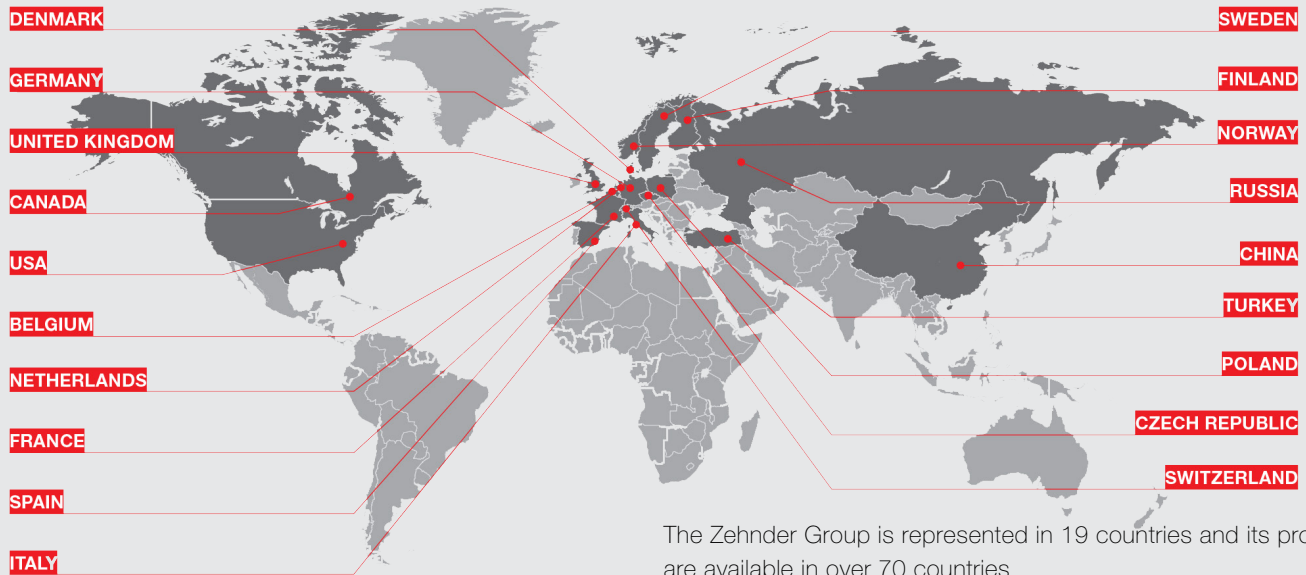 DENMARK
GERMANY
UNITED KINGDOM
CANADA
USA
BELGIUM
NETHERLANDS
FRANCE
SPAIN
ITALY
SWEDEN
FINLAND
NORWAY
RUSSIA
CHINA
TURKEY
POLAND
CZECH REPUBLIC
SWITZERLAND
The Zehnder Group is represented in 19 countries and its pro
are available in over 70 countries